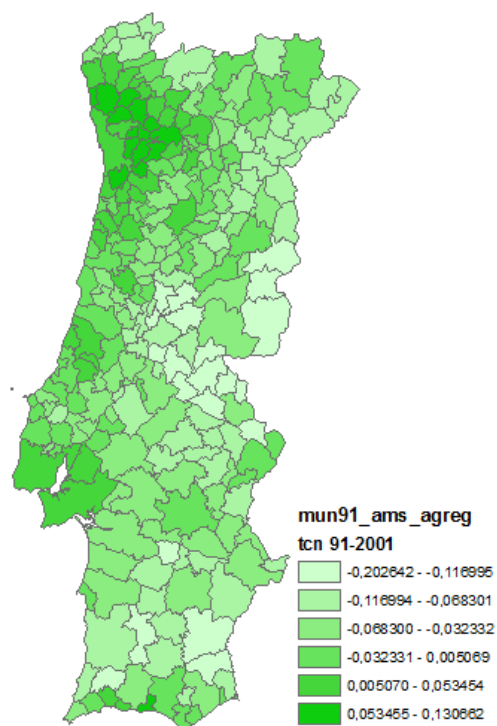 mun91_ams_agreg
tcn 91-2001
-0,202642 - -0,116995
-0,116994 - -0,068301
-0,068300 - -0,032332
-0,032331 - 0,005069
0,005070 - 0,053454
0,053455 - 0,130662